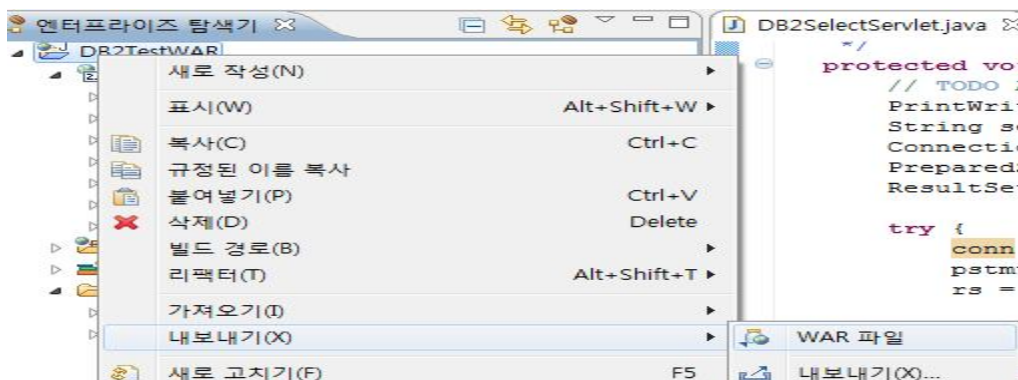 엔터프라이즈 탐색기
DB2TestWAR
새로 작성(N)
표시(W) Alt+Shift+W
복사(C) Ctrl+C
규정된 이름 복사
붙여넣기(P) Ctrl+V
삭제(D) Delete
빌드 경로(B)
리팩터(T) Alt+Shift+T
가져오기(I)
내보내기(X)
새로 고치기(F) F5
WAR 파일
내보내기(X)...
DB2SelectServlet.java
*/
protected vo
// TODO
PrintWri
String s
Connecti
Prepared
ResultSe
try {
conn
pstm
rs =